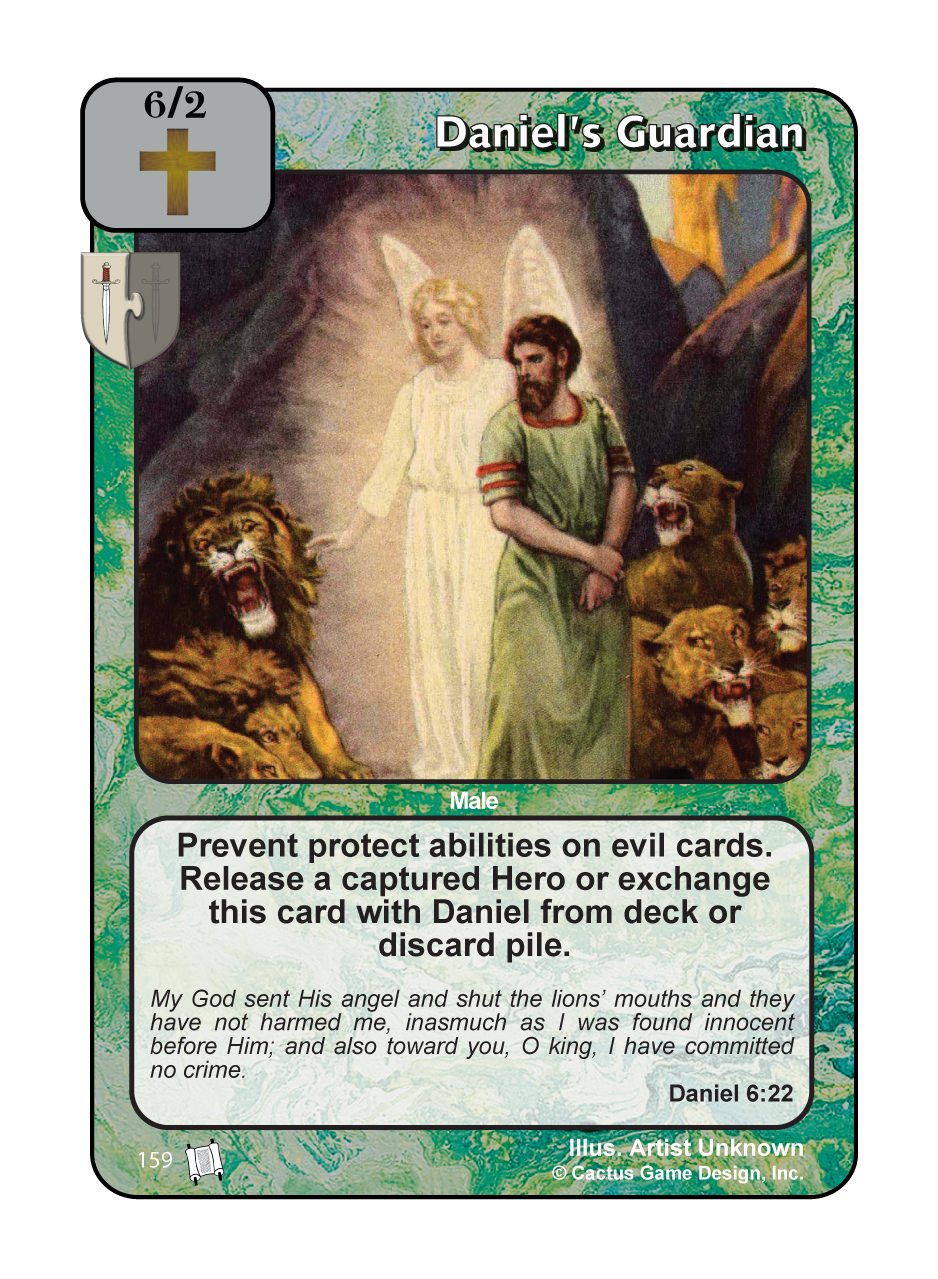 6/2
Daniel's Guardian
Male
Prevent protect abilities on evil cards.
Release a captured Hero or exchange
this card with Daniel from deck or
discard pile.
My God sent His angel and shut the lions’ mouths and they
have not harmed me, inasmuch as I was found innocent
before Him; and also toward you, O king, I have committed
no crime.
Daniel 6:22
159
Illus. Artist Unknown
© Cactus Game Design, Inc.